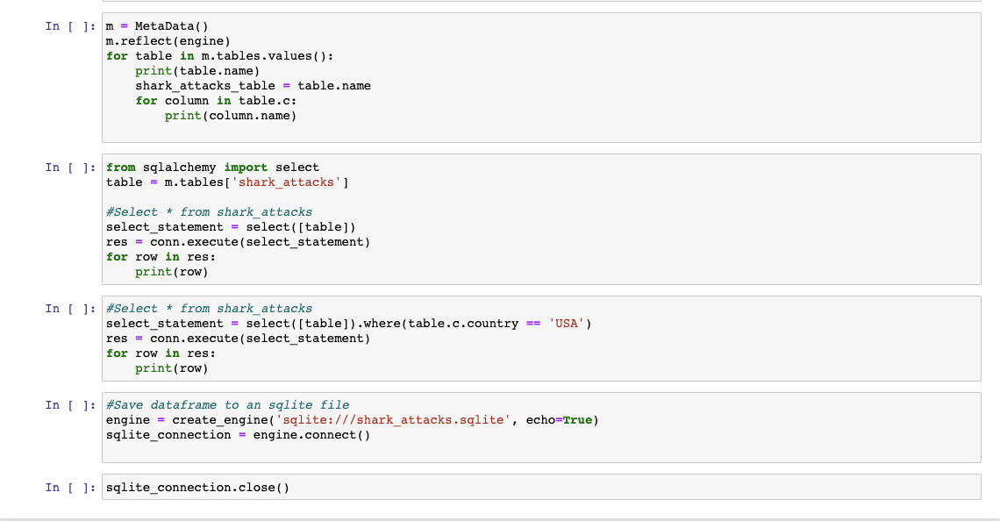 In [ ]: m = MetaData()
m.reflect(engine)
for table in m.tables.values():
    print(table.name)
    shark_attacks_table = table.name
    for column in table.c:
        print(column.name)
In [ ]: from sqlalchemy import select
table = m.tables['shark_attacks']
#Select * from shark_attacks
select_statement = select([table])
res = conn.execute(select_statement)
for row in res:
    print(row)
In [ ]: #Select * from shark_attacks
select_statement = select([table]).where(table.c.country == 'USA')
res = conn.execute(select_statement)
for row in res:
    print(row)
In [ ]: #Save dataframe to an sqlite file
engine = create_engine('sqlite:///shark_attacks.sqlite', echo=True)
sqlite_connection = engine.connect()
In [ ]: sqlite_connection.close()